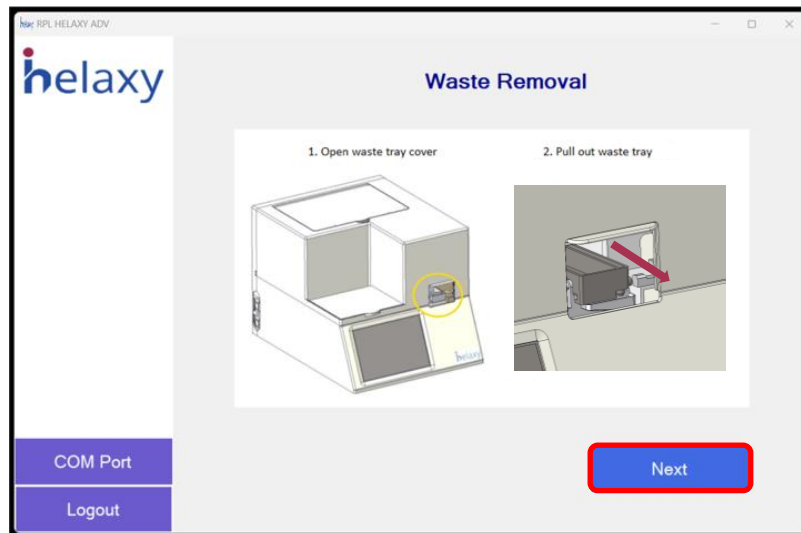 RPL HELAXY ADV
helaxy
Waste Removal
1. Open waste tray cover
2. Pull out waste tray
helaxy
Next
COM Port
Logout